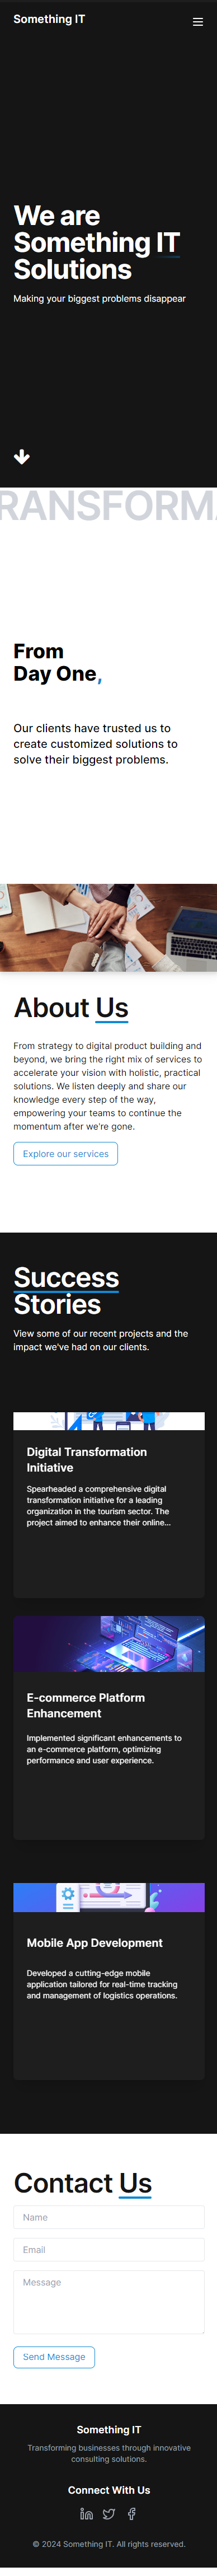 Something IT
We are
Something IT
Solutions
Making your biggest problems disappear
RANSFORMA
From
Day One,
Our clients have trusted us to
create customized solutions to
solve their biggest problems.
About Us
From strategy to digital product building and
beyond, we bring the right mix of services to
accelerate your vision with holistic, practical
solutions. We listen deeply and share our
knowledge every step of the way,
empowering your teams to continue the
momentum after we're gone.
Explore our services
Success
Stories
View some of our recent projects and the
impact we've had on our clients.
Digital Transformation
Initiative
Spearheaded a comprehensive digital
transformation initiative for a leading
organization in the tourism sector. The
project aimed to enhance their online...
E-commerce Platform
Enhancement
Implemented significant enhancements to
an e-commerce platform, optimizing
performance and user experience.
Mobile App Development
Developed a cutting-edge mobile
application tailored for real-time tracking
and management of logistics operations.
Contact Us
Name
Email
Message
Send Message
Something IT
Transforming businesses through innovative
consulting solutions.
Connect With Us
© 2024 Something IT. All rights reserved.